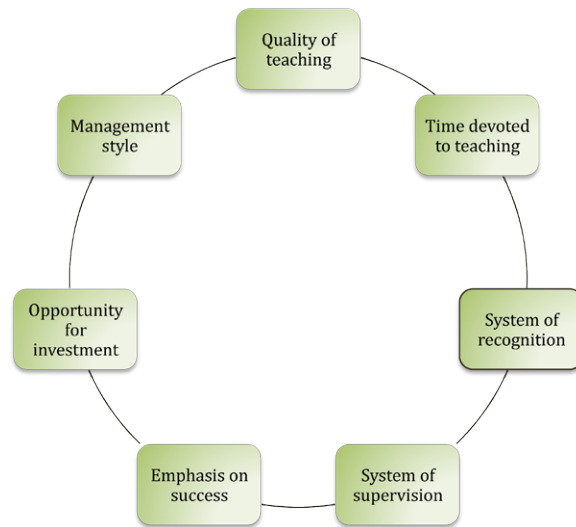 Quality of
teaching
Time devoted
to teaching
System of
recognition
System of
supervision
Emphasis on
success
Opportunity
for
investment
Management
style